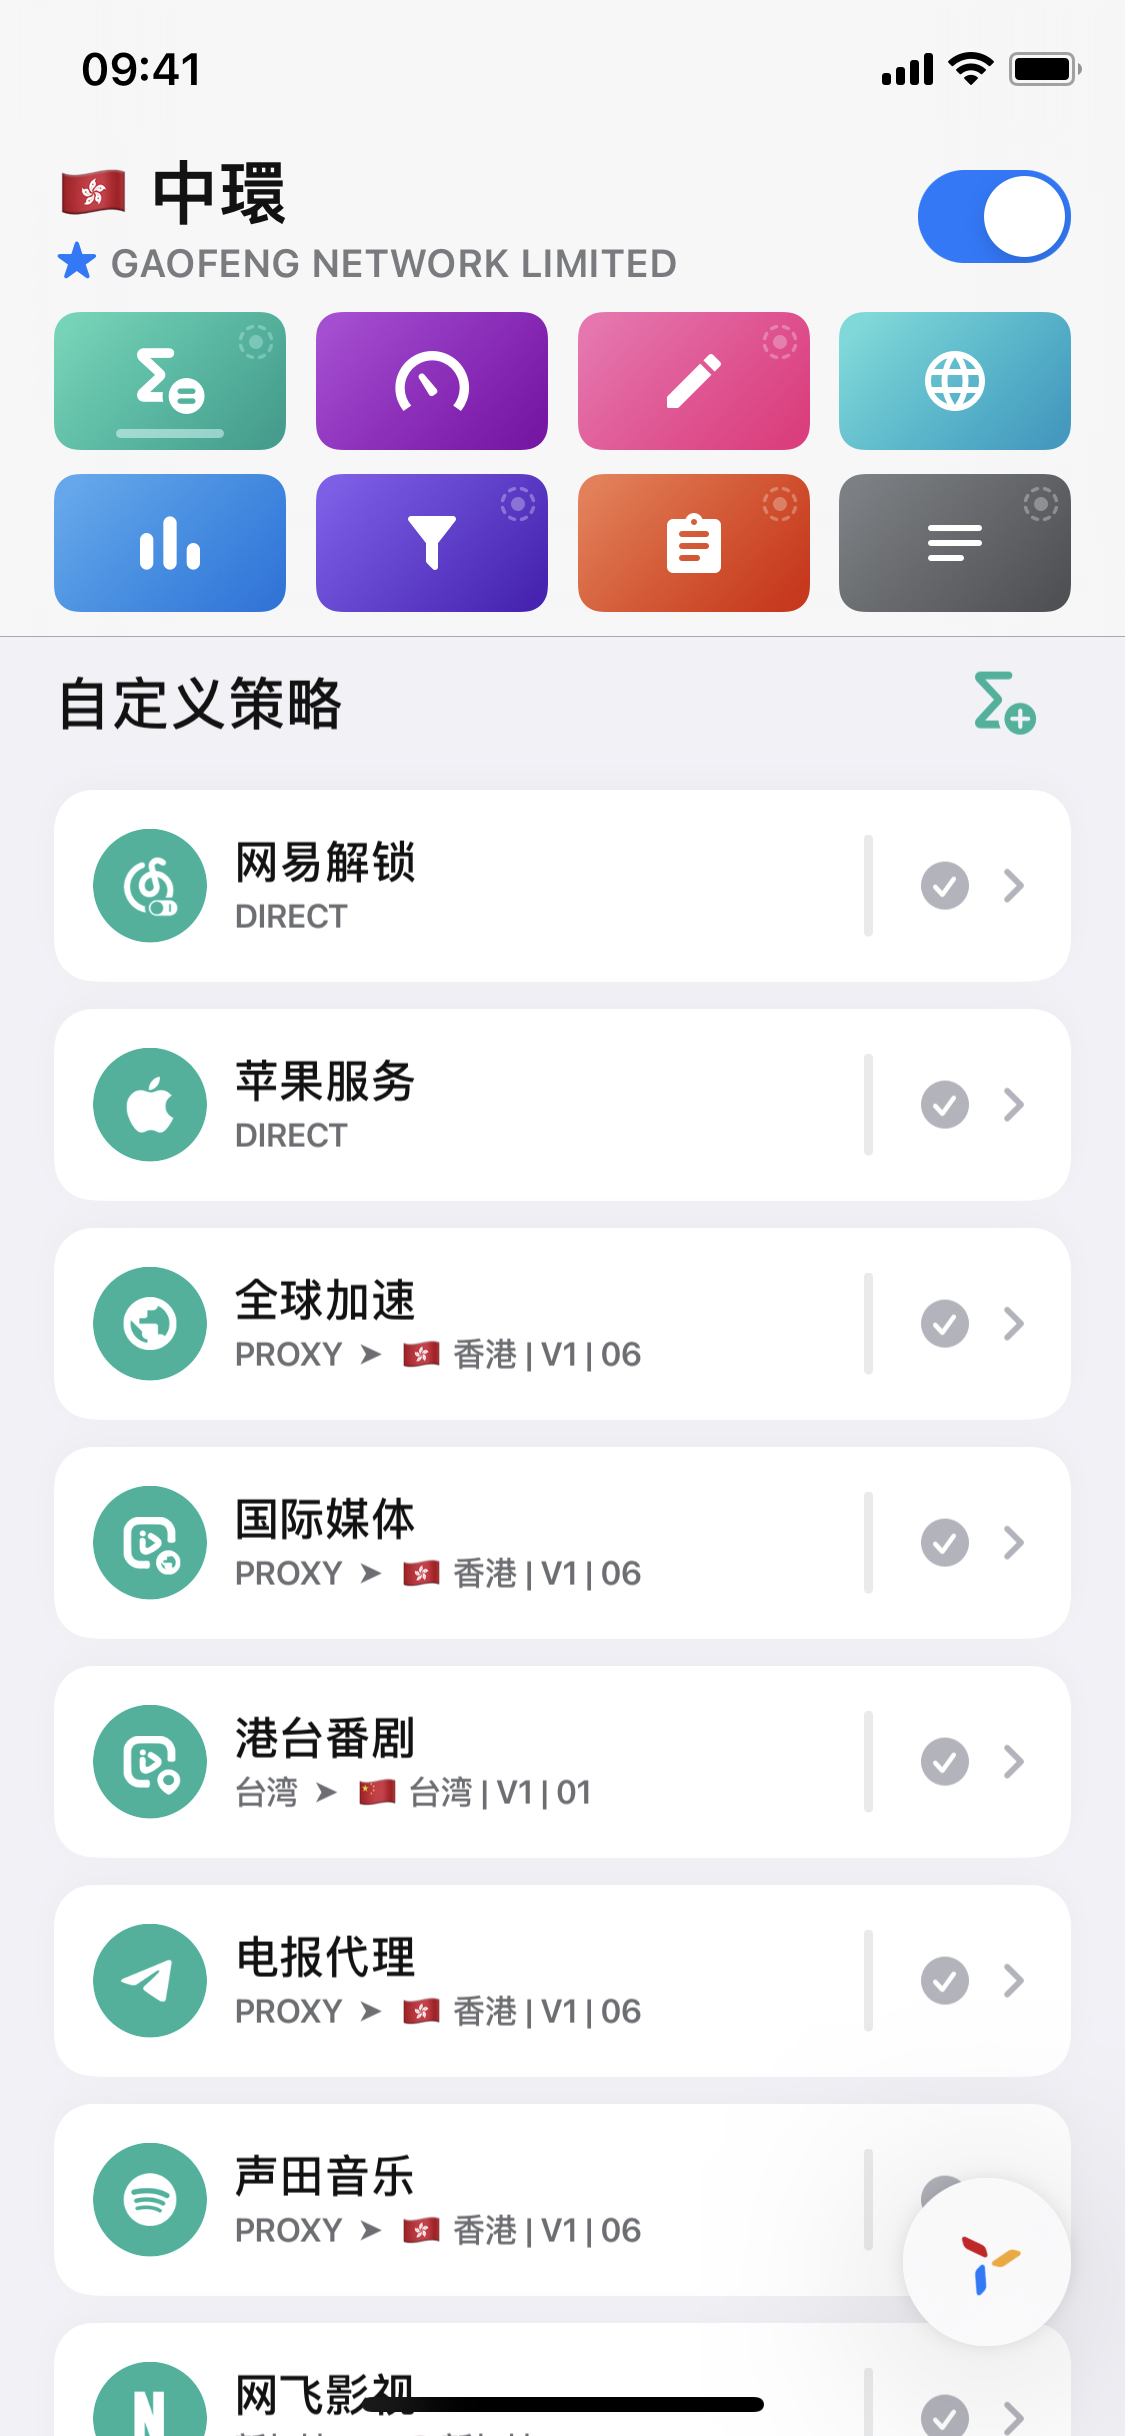 09:41
🇭🇰 中環
GAOFENG NETWORK LIMITED
自定义策略
网易解锁
DIRECT
苹果服务
DIRECT
全球加速
PROXY ➤ 🇭🇰 香港 | V1 | 06
国际媒体
PROXY ➤ 🇭🇰 香港 | V1 | 06
港台番剧
台湾 ➤ 🇨🇳 台湾 | V1 | 01
电报代理
PROXY ➤ 🇭🇰 香港 | V1 | 06
声田音乐
PROXY ➤ 🇭🇰 香港 | V1 | 06
网飞影视